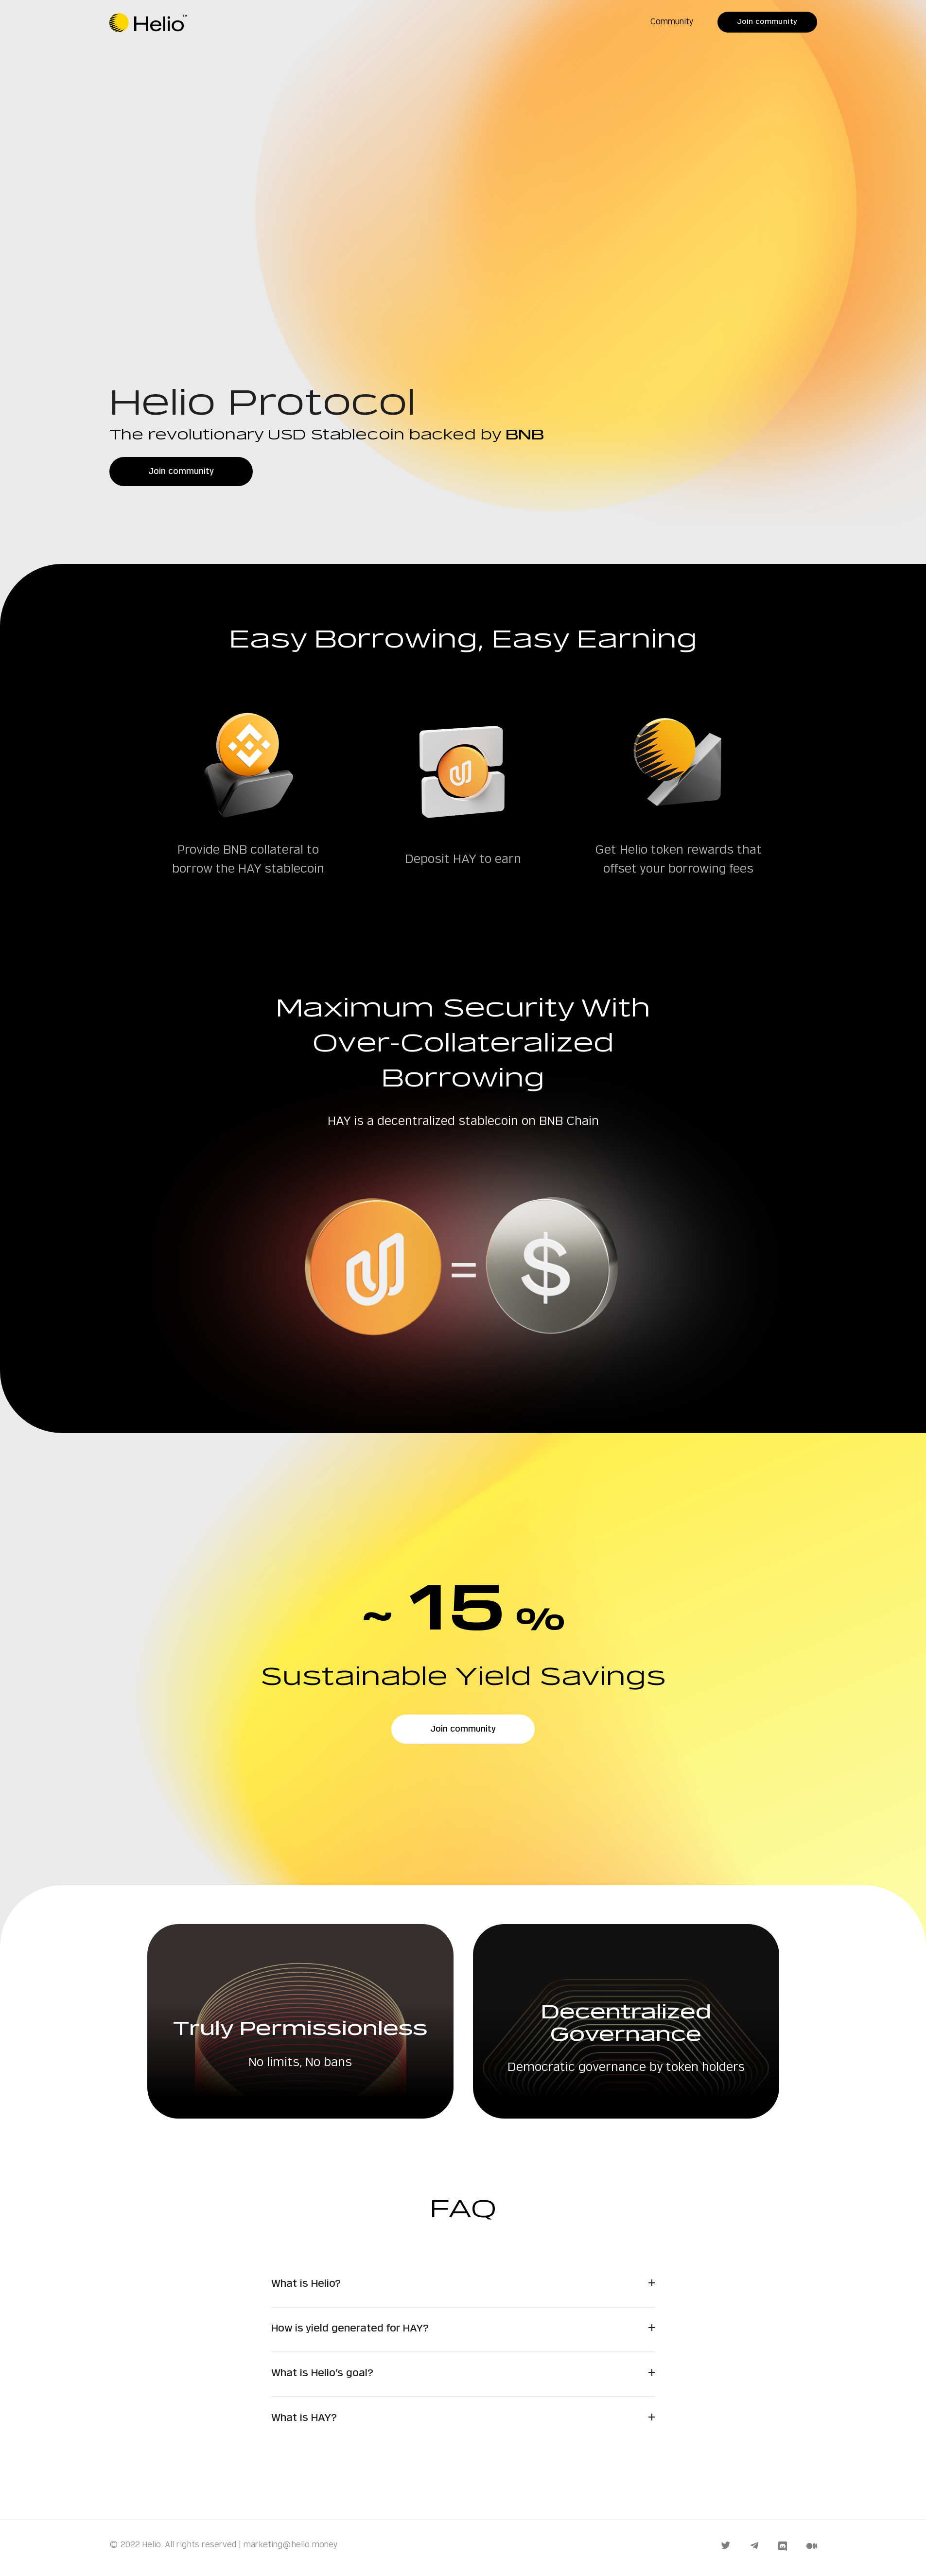 Helio™
Community
Join community
Helio Protocol
The revolutionary USD Stablecoin backed by BNB
Join community
Easy Borrowing, Easy Earning
Provide BNB collateral to
borrow the HAY stablecoin
Deposit HAY to earn
Get Helio token rewards that
offset your borrowing fees
Maximum Security With
Over-Collateralized
Borrowing
HAY is a decentralized stablecoin on BNB Chain
= $
~ 15 %
Sustainable Yield Savings
Join community
Truly Permissionless
No limits, No bans
Decentralized
Governance
Democratic governance by token holders
FAQ
What is Helio? +
How is yield generated for HAY? +
What is Helio’s goal? +
What is HAY? +
© 2022 Helio. All rights reserved | marketing@helio.money